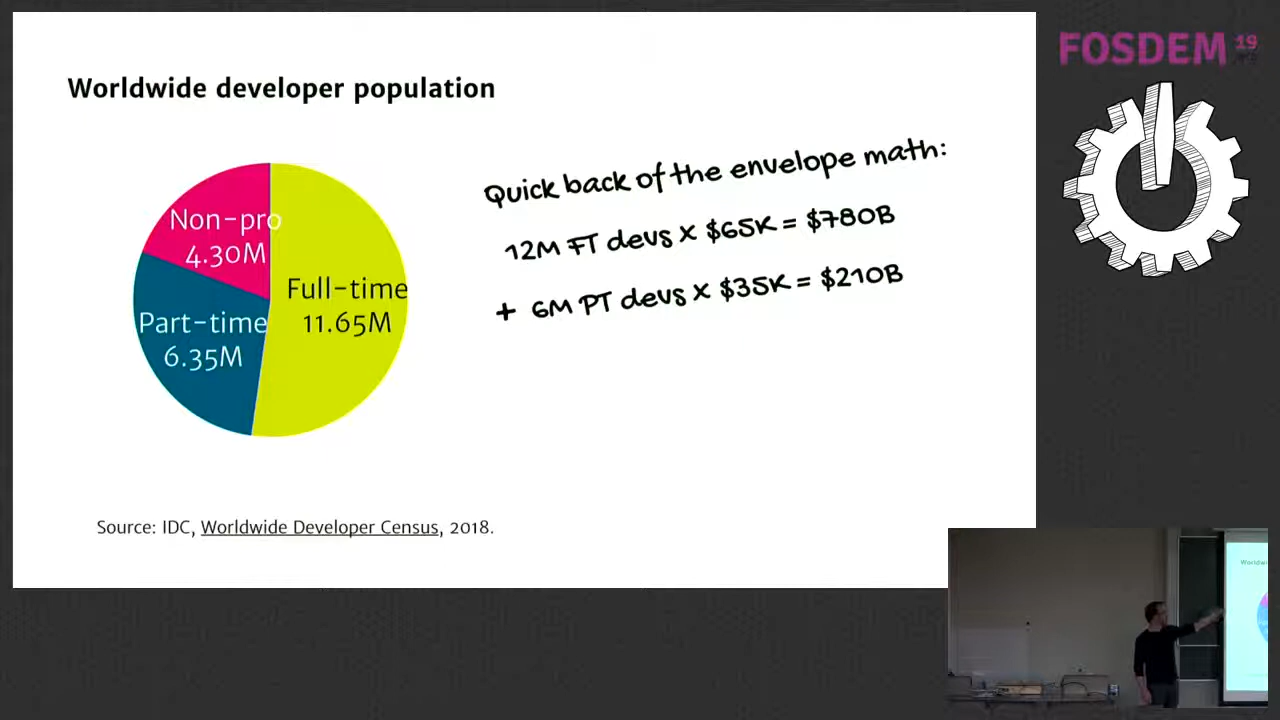 Worldwide developer population
Non-pro
4.30M
Part-time
6.35M
Full-time
11.65M
Quick back of the envelope math:
12M FT devs x $65K = $780B
+ 6M PT devs x $35K = $210B
Source: IDC, Worldwide Developer Census, 2018.
FOSDEM 19